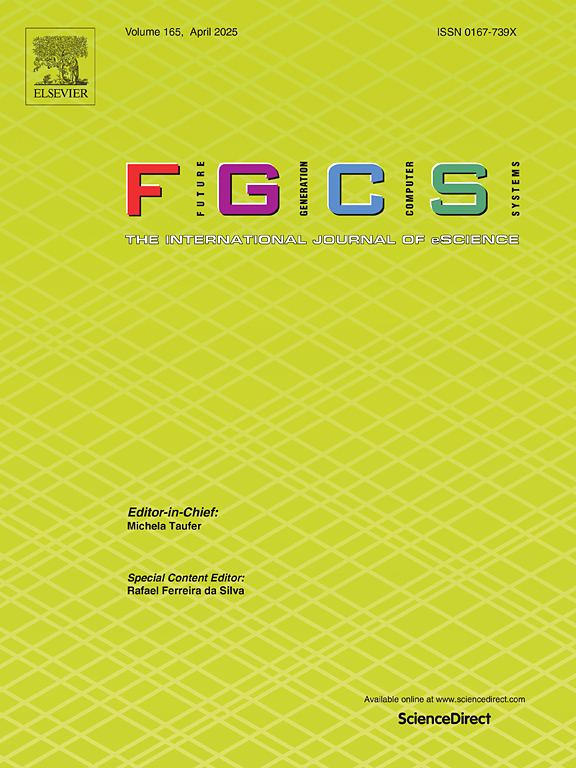 Volume 165, April 2025
ISSN 0167-739X
ELSEVIER
F FUTURE G GENERATION C COMPUTER S SYSTEMS
THE INTERNATIONAL JOURNAL OF eSCIENCE
Editor-in-Chief:
Michela Taufer
Special Content Editor:
Rafael Ferreira da Silva
Available online at www.sciencedirect.com
ScienceDirect